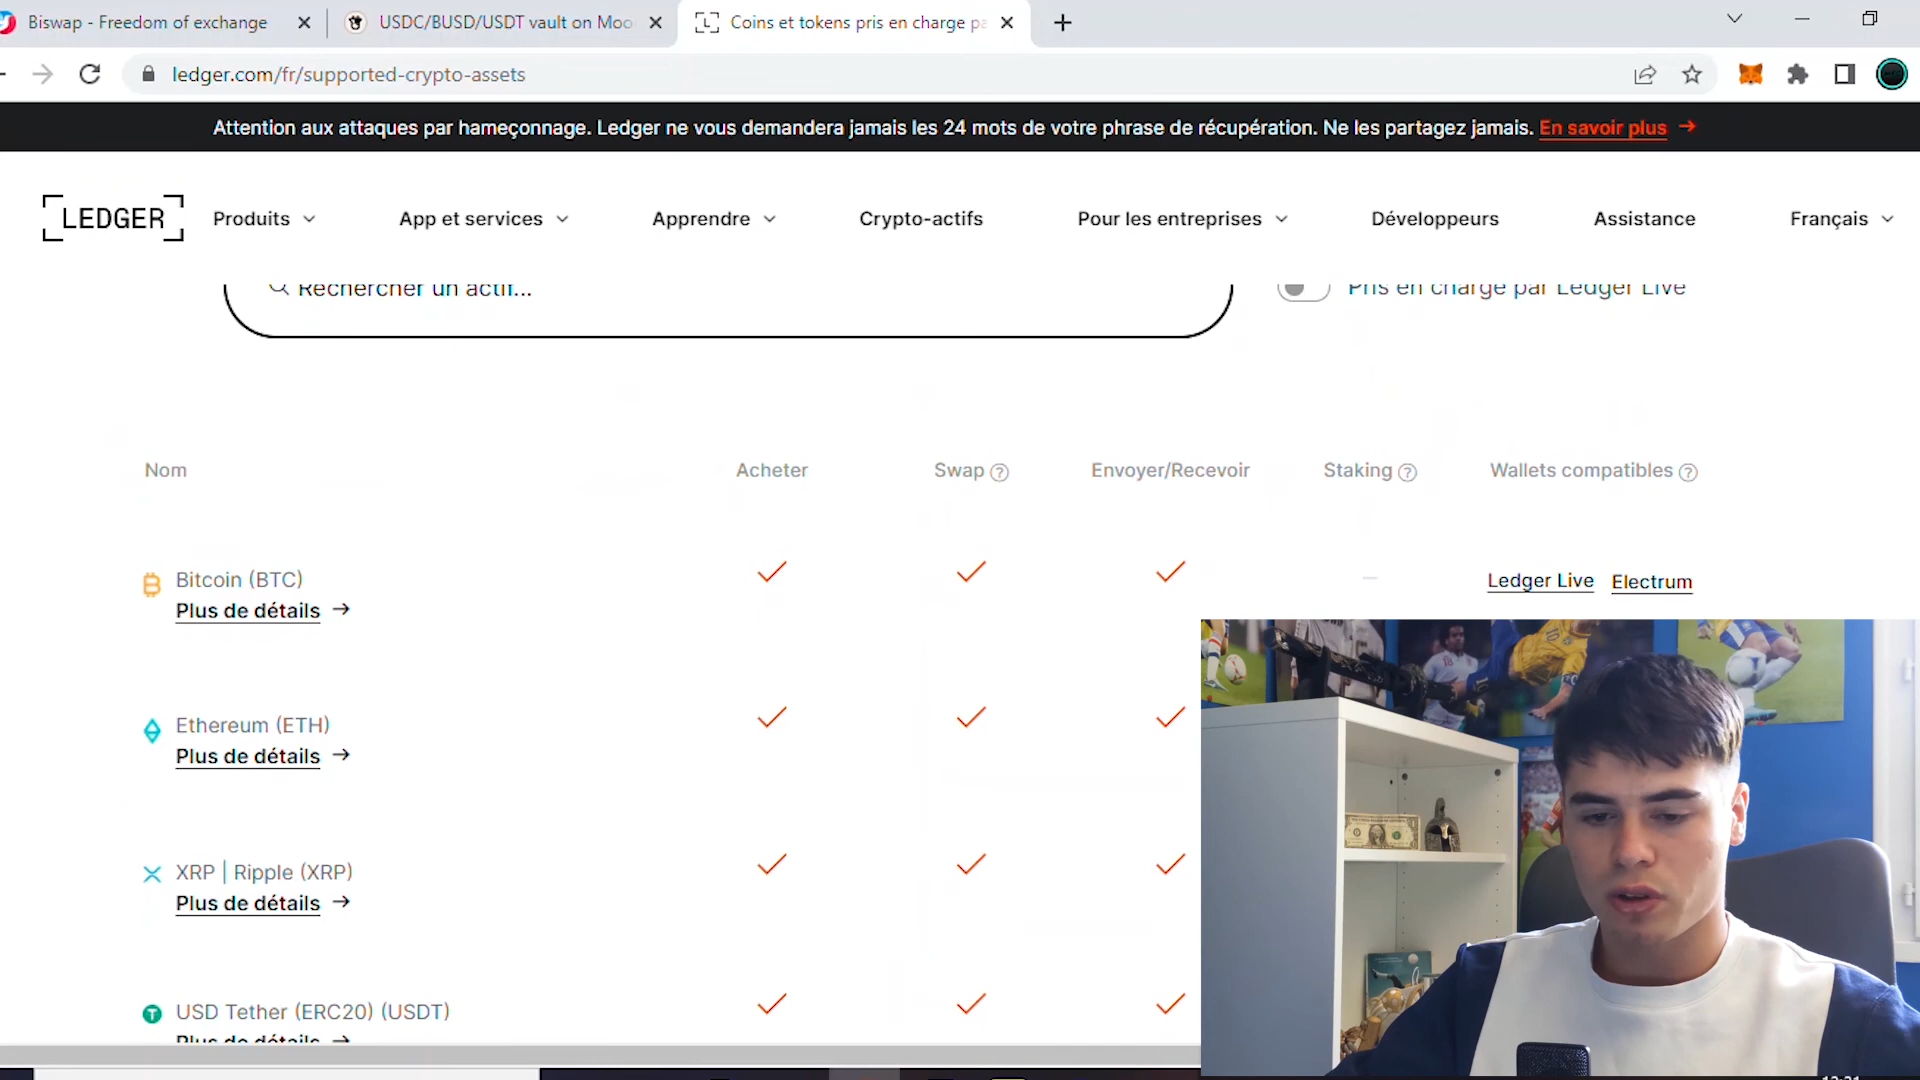 Biswap - Freedom of exchange
USDC/BUSD/USDT vault on Moo
Coins et tokens pris en charge pa
ledger.com/fr/supported-crypto-assets
Attention aux attaques par hameçonnage. Ledger ne vous demandera jamais les 24 mots de votre phrase de récupération. Ne les partagez jamais. En savoir plus →
LEDGER
Produits
App et services
Apprendre
Crypto-actifs
Pour les entreprises
Développeurs
Assistance
Français
Rechercher un actif...
Pris en charge par Ledger Live
Nom
Acheter
Swap ?
Envoyer/Recevoir
Staking ?
Wallets compatibles ?
Bitcoin (BTC)
Plus de détails →
Ledger Live
Electrum
Ethereum (ETH)
Plus de détails →
XRP | Ripple (XRP)
Plus de détails →
USD Tether (ERC20) (USDT)
Plus de détails →